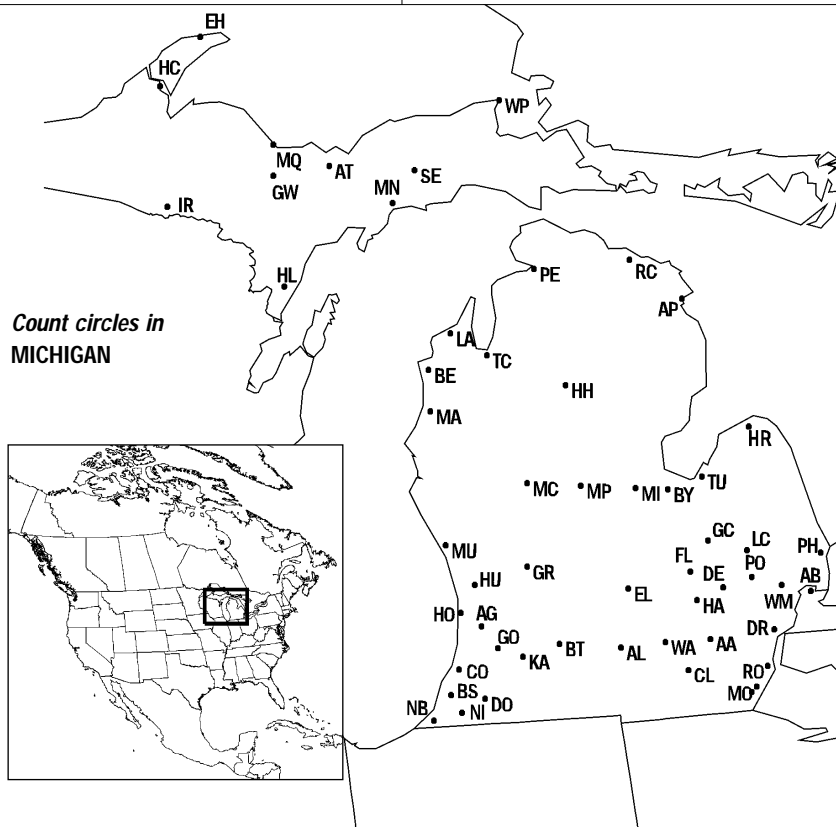 EH
HC
WP
MQ
AT
SE
GW
MN
IR
HL
PE
RC
AP
Count circles in
MICHIGAN
LA
TC
BE
HH
MA
HR
MC
MP
MI
BY
TU
GC
LC
MU
PH
GR
FL
DE
PO
HU
EL
AB
WM
HA
HO
AG
DR
GO
BT
AL
WA
AA
KA
CO
CL
RO
BS
DO
MO
NB
NI